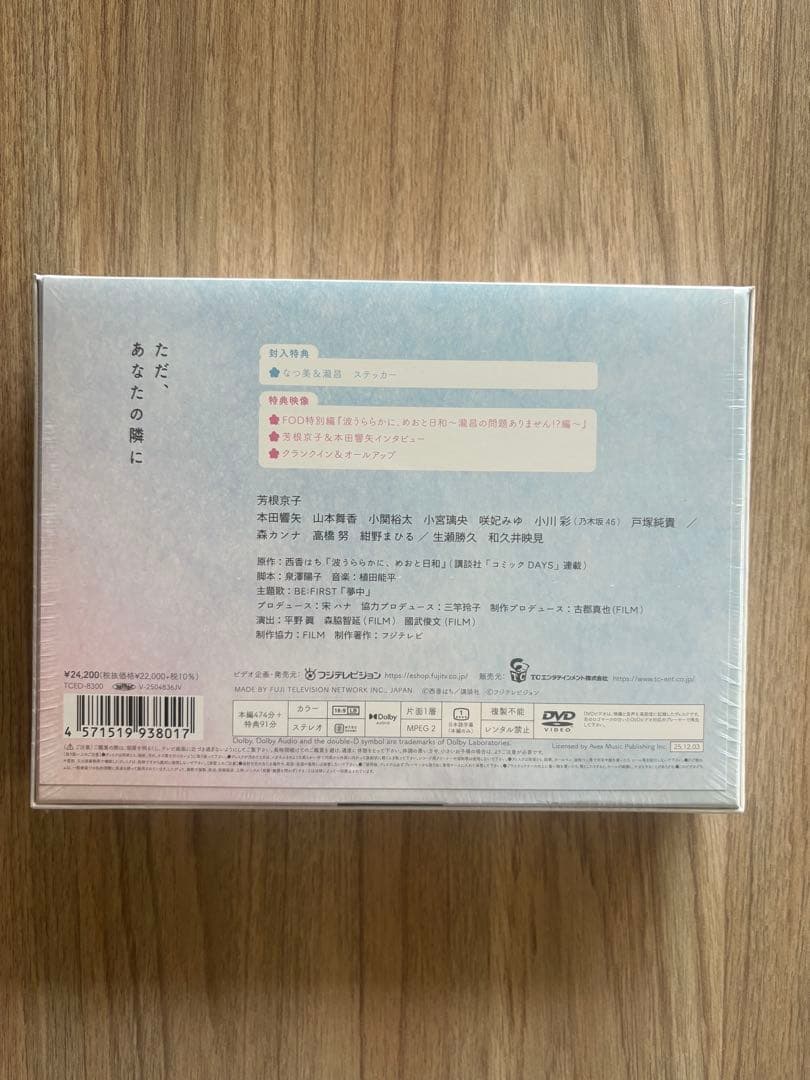 ただ、
あなたの隣に
封入特典
なつ美&瀧昌 ステッカー
特典映像
FOD特別編『波うららかに、めおと日和~瀧昌の問題ありません!?編~』
芳根京子&本田響矢インタビュー
クランクイン&オールアップ
芳根京子
本田響矢 山本舞香 小関裕太 小宮璃央 咲妃みゆ 小川 彩(乃木坂46) 戸塚純貴 /
森カンナ 高橋 努 紺野まひる / 生瀬勝久 和久井映見
原作:西香はち『波うららかに、めおと日和』(講談社「コミックDAYS」連載)
脚本:泉澤陽子 音楽:植田能平
主題歌:BE:FIRST「夢中」
プロデュース:宋 ハナ 協力プロデュース:三竿玲子 制作プロデュース:古郡真也(FILM)
演出:平野 眞 森脇智延(FILM) 國武俊文(FILM)
制作協力:FILM 制作著作:フジテレビ
¥24,200(税抜価格¥22,000+税10%)
TCED-8300 V-2504836JV
ビデオ企画・発売元: フジテレビジョン https://eshop.fujitv.co.jp/ 販売元: TCエンタテインメント株式会社 https://www.tc-ent.co.jp/
MADE BY FUJI TELEVISION NETWORK INC., JAPAN ©西香はち/講談社 ©フジテレビジョン
4 571519 938017
本編474分+
特典91分
カラー
16:9 LB
ステレオ
Dolby
AUDIO
片面1層
MPEG 2
1
日本語字幕
(本編のみ)
複製不能
レンタル禁止
DVD
VIDEO
Dolby, Dolby Audio and the double-D symbol are trademarks of Dolby Laboratories.
Licensed by Avex Music Publishing Inc.
25.12.03